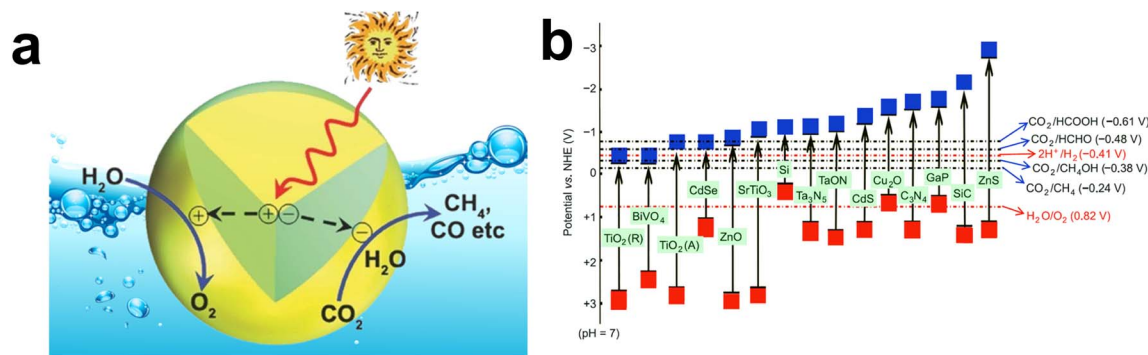 a
H₂O
O₂
+
+
−
−
H₂O
CO₂
CH₄,
CO etc
b
Potential vs. NHE (V)
−3
−2
−1
0
+1
+2
+3
(pH = 7)
TiO₂(R)
BiVO₄
TiO₂(A)
CdSe
ZnO
SrTiO₃
Si
Ta₃N₅
TaON
CdS
Cu₂O
C₃N₄
GaP
SiC
ZnS
CO₂/HCOOH (−0.61 V)
CO₂/HCHO (−0.48 V)
2H⁺/H₂(−0.41 V)
CO₂/CH₄OH (−0.38 V)
CO₂/CH₄ (−0.24 V)
H₂O/O₂ (0.82 V)